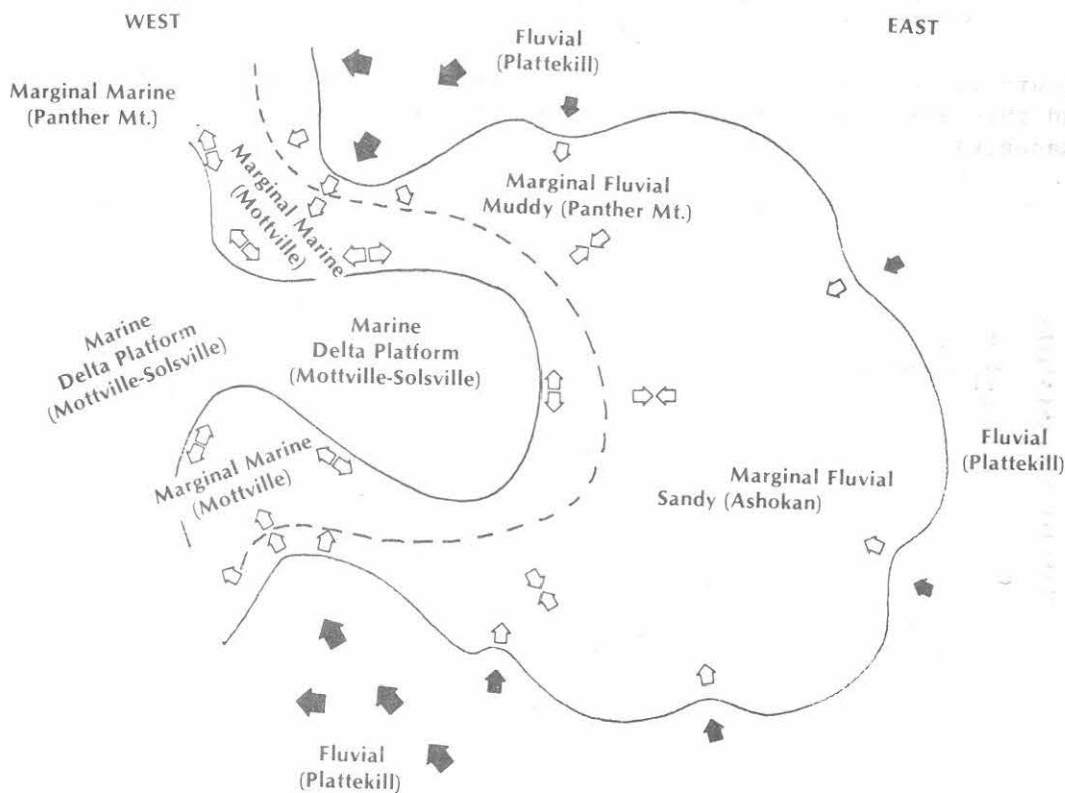 WEST
EAST
Fluvial
(Plattekill)
Marginal Marine
(Panther Mt.)
Marginal Marine
(Mottville)
Marginal Fluvial
Muddy (Panther Mt.)
Marine
Delta Platform
(Mottville-Solsville)
Marine
Delta Platform
(Mottville-Solsville)
Fluvial
(Plattekill)
Marginal Fluvial
Sandy (Ashokan)
Marginal Marine
(Mottville)
Fluvial
(Plattekill)